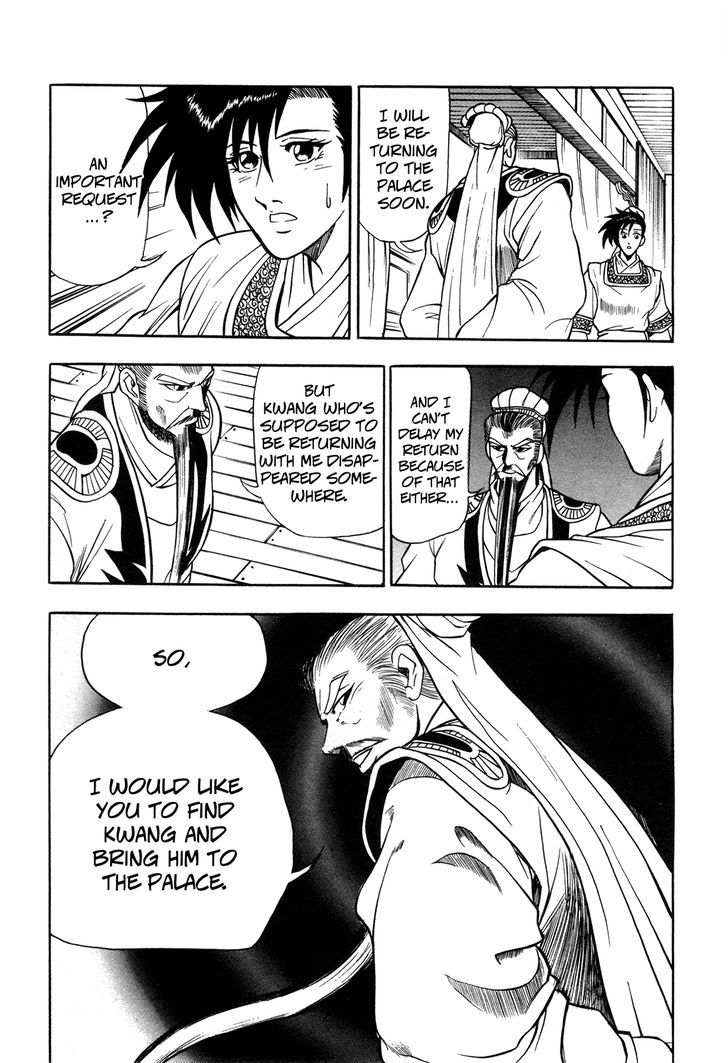 AN
IMPORTANT
REQUEST
...?
I WILL
BE RE-
TURNING
TO THE
PALACE
SOON.
BUT
KWANG WHO'S
SUPPOSED TO
BE RETURNING
WITH ME DISAP-
PEARED SOME-
WHERE.
AND I
CAN'T
DELAY MY
RETURN
BECAUSE
OF THAT
EITHER...
SO,
I WOULD LIKE
YOU TO FIND
KWANG AND
BRING HIM TO
THE PALACE.